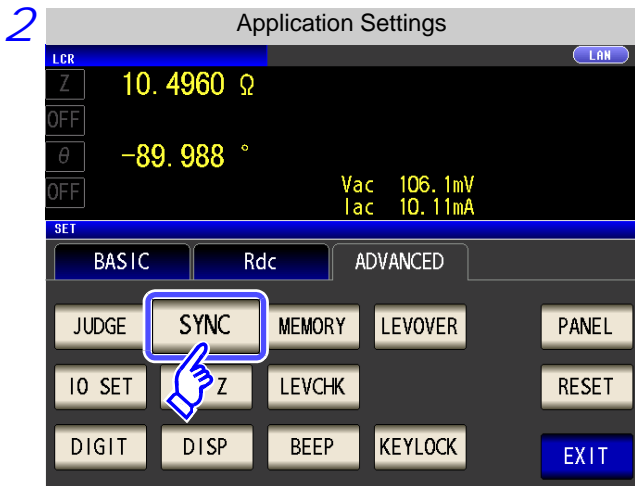 2
Application Settings
LCR
LAN
Z 10.4960 Ω
OFF
θ -89.988 °
OFF
Vac 106.1mV
Iac 10.11mA
SET
BASIC Rdc ADVANCED
JUDGE SYNC MEMORY LEVOVER PANEL
IO SET Z LEVCHK RESET
DIGIT DISP BEEP KEYLOCK EXIT